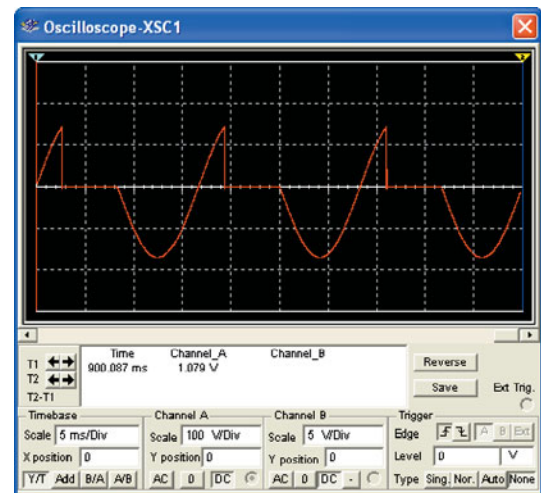 Oscilloscope-XSC1
Time Channel_A Channel_B
T1 900.087 ms 1.079 V
T2
T2-T1
Reverse
Save
Ext Trig.
Timebase
Scale 5 ms/Div
X position 0
Y/T Add B/A A/B
Channel A
Scale 100 V/Div
Y position 0
AC 0 DC
Channel B
Scale 5 V/Div
Y position 0
AC 0 DC -
Trigger
Edge A B Ext
Level 0 V
Type Sing. Nor. Auto None